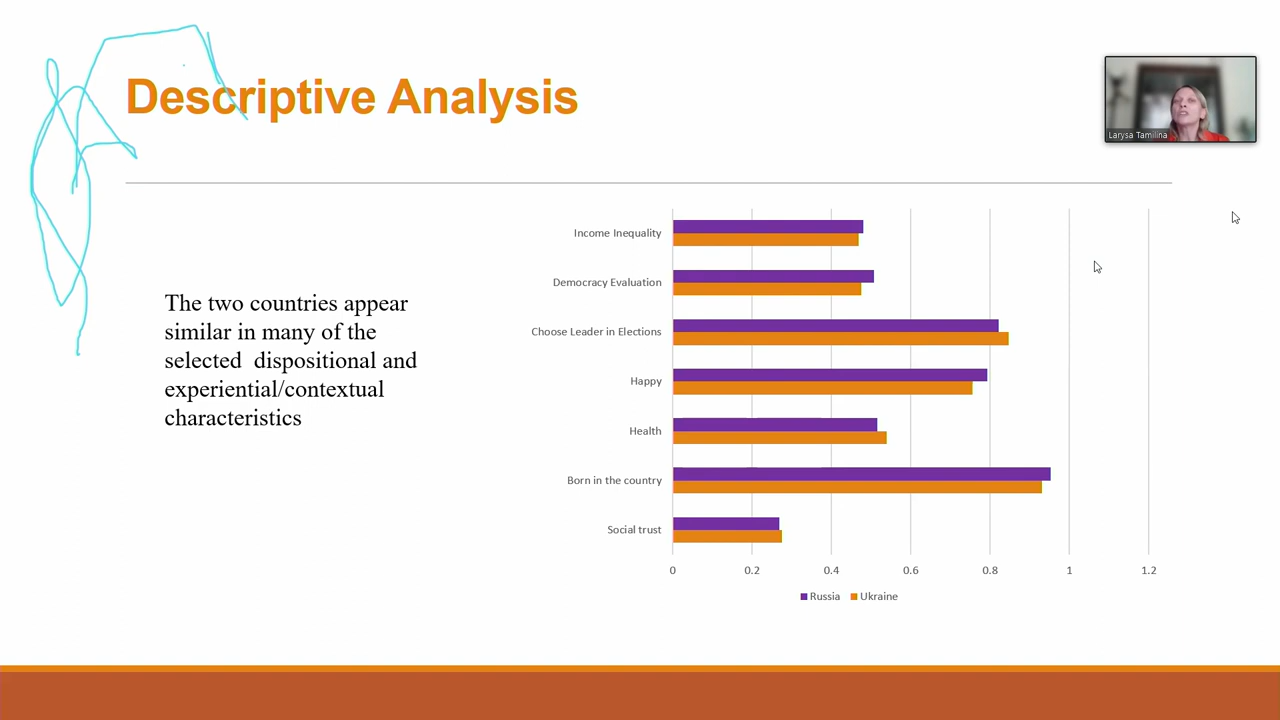 Descriptive Analysis
Larysa Tamilina
The two countries appear
similar in many of the
selected  dispositional and
experiential/contextual
characteristics
Income Inequality
Democracy Evaluation
Choose Leader in Elections
Happy
Health
Born in the country
Social trust
0 0.2 0.4 0.6 0.8 1 1.2
Russia Ukraine